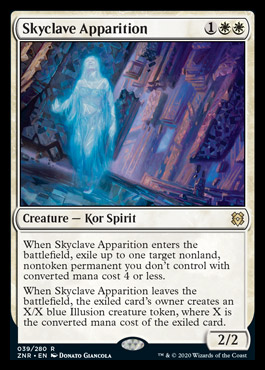 Skyclave Apparition 1
Creature — Kor Spirit
When Skyclave Apparition enters the
battlefield, exile up to one target nonland,
nontoken permanent you don't control with
converted mana cost 4 or less.
When Skyclave Apparition leaves the
battlefield, the exiled card's owner creates an
X/X blue Illusion creature token, where X is
the converted mana cost of the exiled card.
2/2
039/280 R
ZNR • EN Donato Giancola
™ & © 2020 Wizards of the Coast